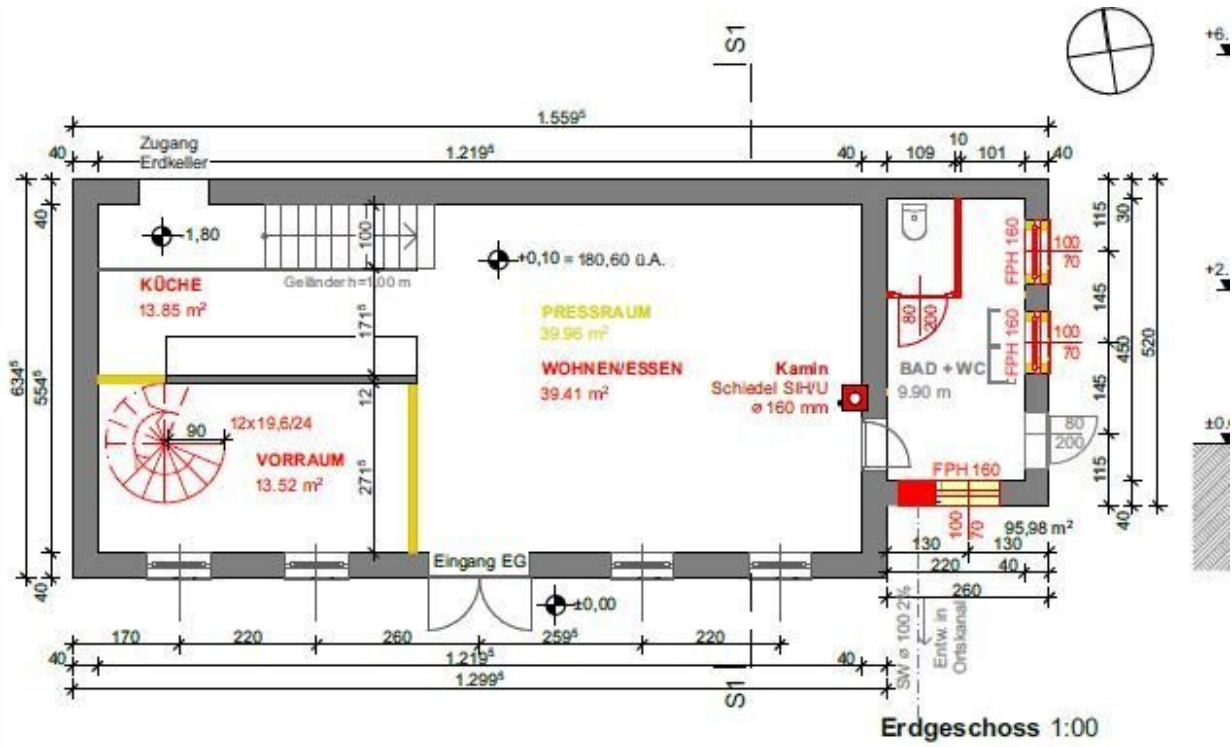 S1
+6.
1.559⁵
Zugang
Erdkeller
40
1.219⁵
40
109
10
101
40
-1,80
100
+0,10 = 180,60 ü.A.
KÜCHE
13.85 m²
Geländer h=1.00 m
PRESSRAUM
39.96 m²
WOHNEN/ESSEN
39.41 m²
Kamin
Schiedel SIH/U
ø 160 mm
BAD + WC
9.90 m
80
200
FPH 160
100
70
FPH 160
100
70
115
145
145
115
30
450
40
520
+2.
±0,
40
554⁵
40
634⁵
171⁵
12
271⁵
90
12x19,6/24
VORRAUM
13.52 m²
80
200
FPH 160
100
70
95,98 m²
Eingang EG
±0,00
130
130
220
40
260
170
220
260
259⁵
220
40
1.219⁵
40
1.299⁵
S1
SW ø 100 2%
Entw. in
Ortskanal
Erdgeschoss 1:00